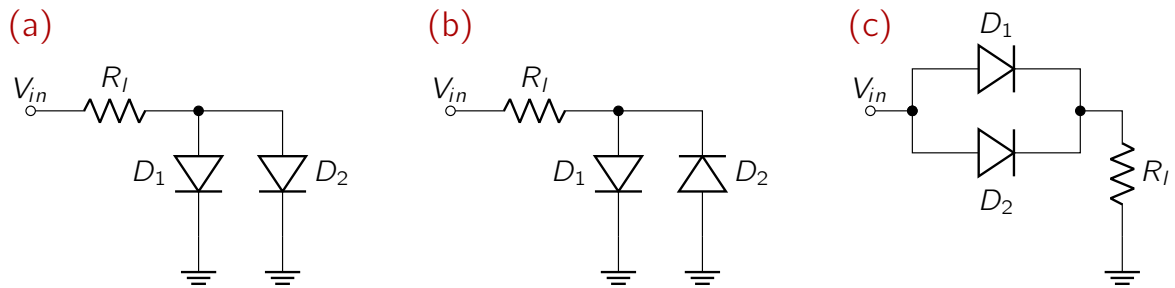 (a)
V_in
R_l
D_1
D_2
(b)
V_in
R_l
D_1
D_2
(c)
V_in
D_1
D_2
R_l